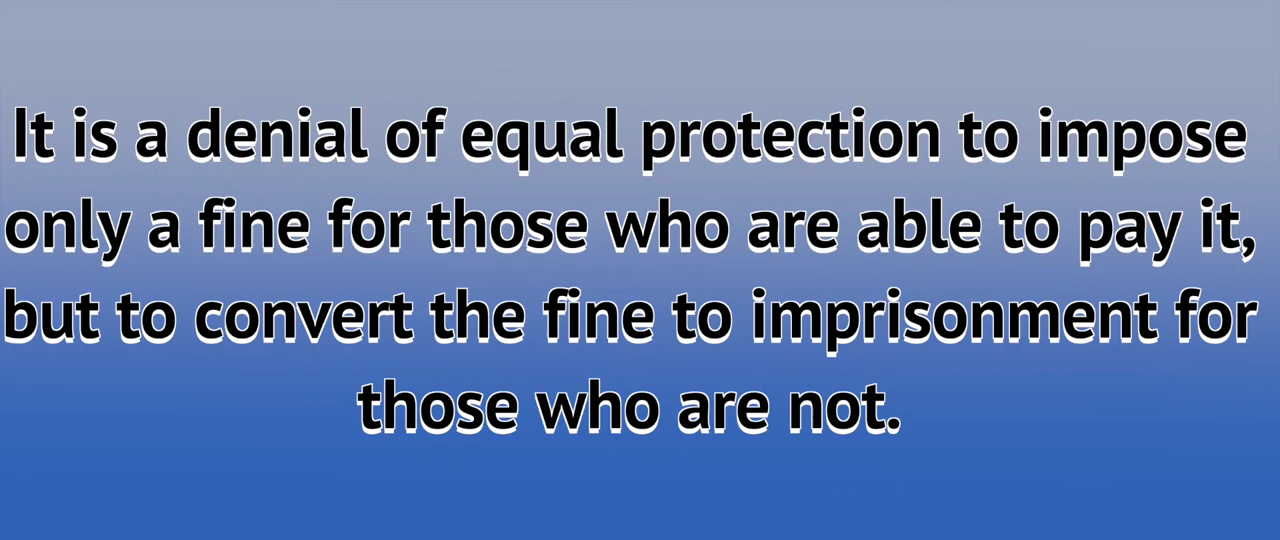 It is a denial of equal protection to impose
only a fine for those who are able to pay it,
but to convert the fine to imprisonment for
those who are not.